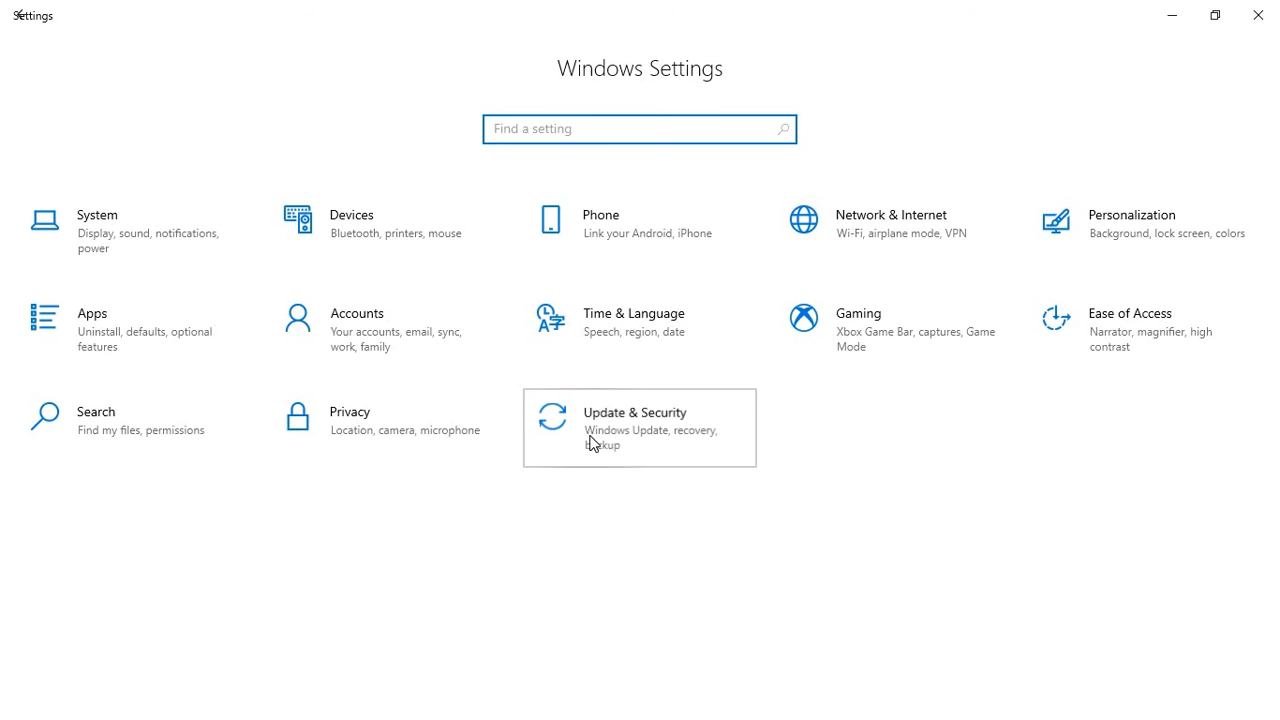 Settings
Windows Settings
Find a setting
System
Display, sound, notifications,
power
Devices
Bluetooth, printers, mouse
Phone
Link your Android, iPhone
Network & Internet
Wi-Fi, airplane mode, VPN
Personalization
Background, lock screen, colors
Apps
Uninstall, defaults, optional
features
Accounts
Your accounts, email, sync,
work, family
Time & Language
Speech, region, date
Gaming
Xbox Game Bar, captures, Game
Mode
Ease of Access
Narrator, magnifier, high
contrast
Search
Find my files, permissions
Privacy
Location, camera, microphone
Update & Security
Windows Update, recovery,
backup